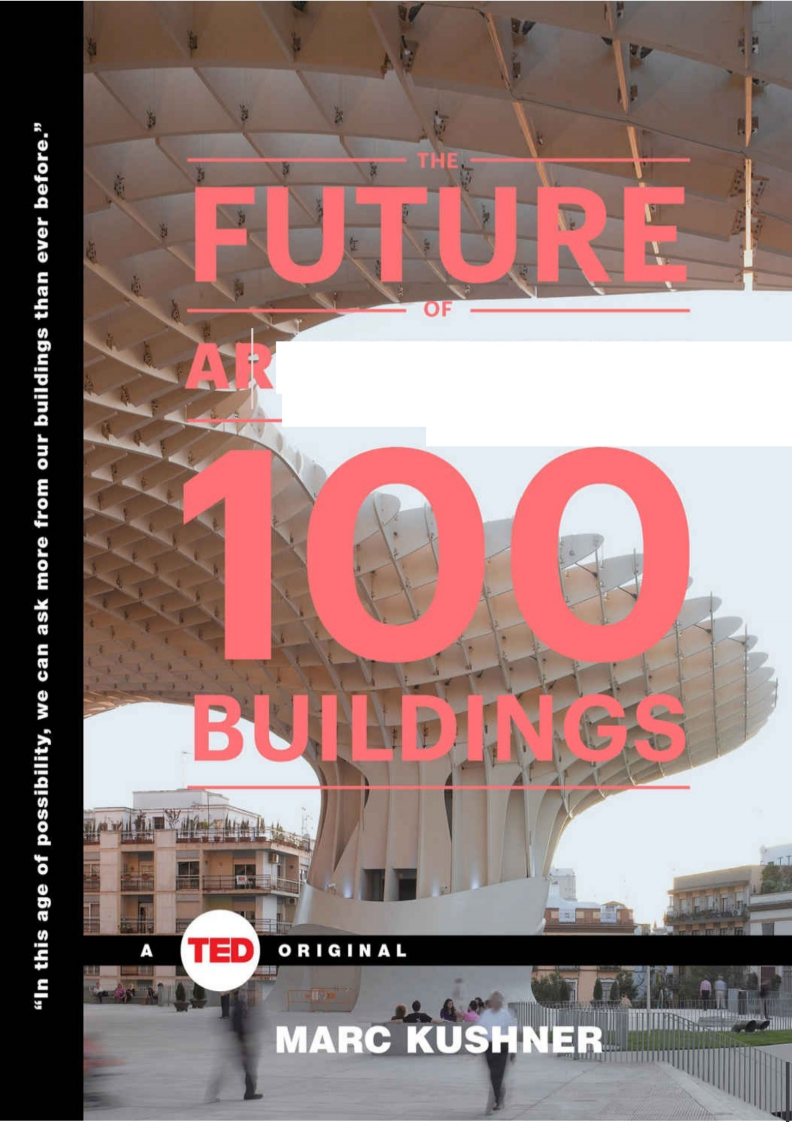 “In this age of possibility, we can ask more from our buildings than ever before.”
THE
FUTURE
OF
AR
100
BUILDINGS
A TED ORIGINAL
MARC KUSHNER